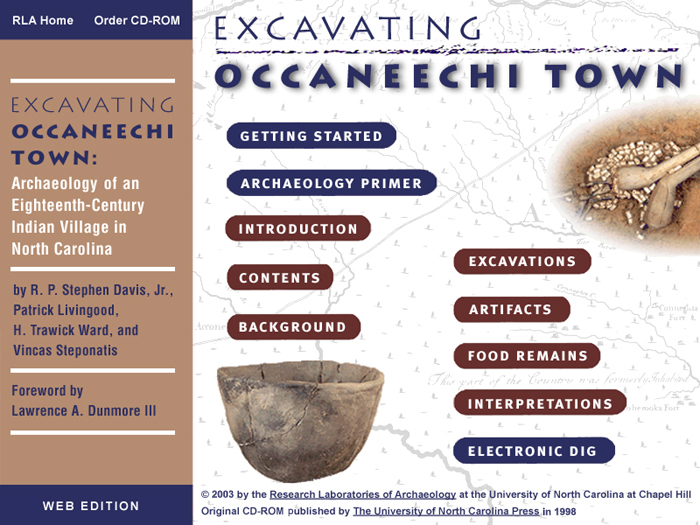 RLA Home Order CD-ROM
EXCAVATING
OCCANEECHI
TOWN:
Archaeology of an
Eighteenth-Century
Indian Village in
North Carolina
by R. P. Stephen Davis, Jr.,
Patrick Livingood,
H. Trawick Ward, and
Vincas Steponatis
Foreword by
Lawrence A. Dunmore III
WEB EDITION
EXCAVATING
OCCANEECHI TOWN
GETTING STARTED
ARCHAEOLOGY PRIMER
INTRODUCTION
CONTENTS
BACKGROUND
EXCAVATIONS
ARTIFACTS
FOOD REMAINS
INTERPRETATIONS
ELECTRONIC DIG
This part of the Country was formerly Inhabited
© 2003 by the Research Laboratories of Archaeology at the University of North Carolina at Chapel Hill
Original CD-ROM published by The University of North Carolina Press in 1998